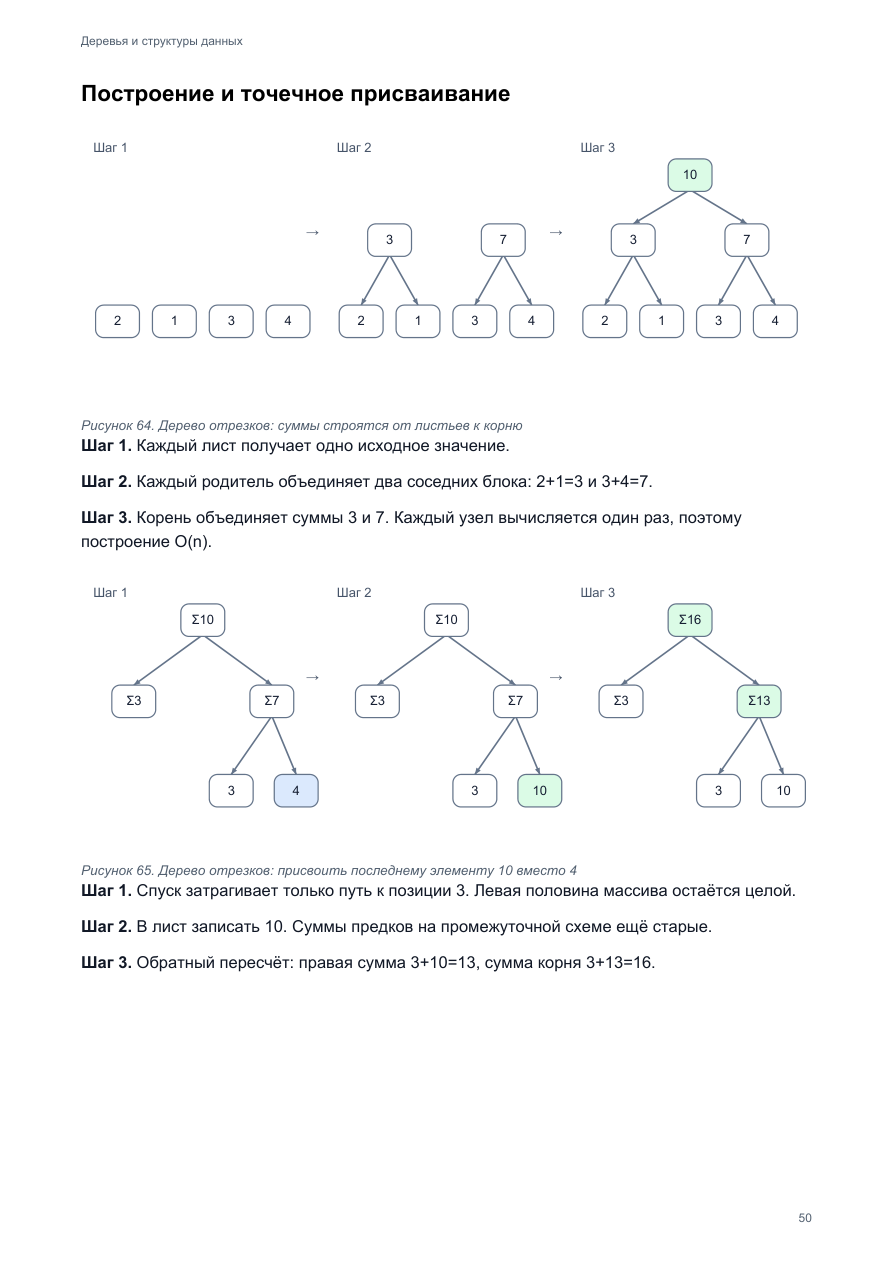 Деревья и структуры данных
Построение и точечное присваивание
Шаг 1
Шаг 2
Шаг 3
10
→
3
7
→
3
7
2
1
3
4
2
1
3
4
2
1
3
4
Рисунок 64. Дерево отрезков: суммы строятся от листьев к корню
Шаг 1. Каждый лист получает одно исходное значение.
Шаг 2. Каждый родитель объединяет два соседних блока: 2+1=3 и 3+4=7.
Шаг 3. Корень объединяет суммы 3 и 7. Каждый узел вычисляется один раз, поэтому
построение O(n).
Шаг 1
Шаг 2
Шаг 3
Σ10
Σ10
Σ16
→
→
Σ3
Σ7
Σ3
Σ7
Σ3
Σ13
3
4
3
10
3
10
Рисунок 65. Дерево отрезков: присвоить последнему элементу 10 вместо 4
Шаг 1. Спуск затрагивает только путь к позиции 3. Левая половина массива остаётся целой.
Шаг 2. В лист записать 10. Суммы предков на промежуточной схеме ещё старые.
Шаг 3. Обратный пересчёт: правая сумма 3+10=13, сумма корня 3+13=16.
50